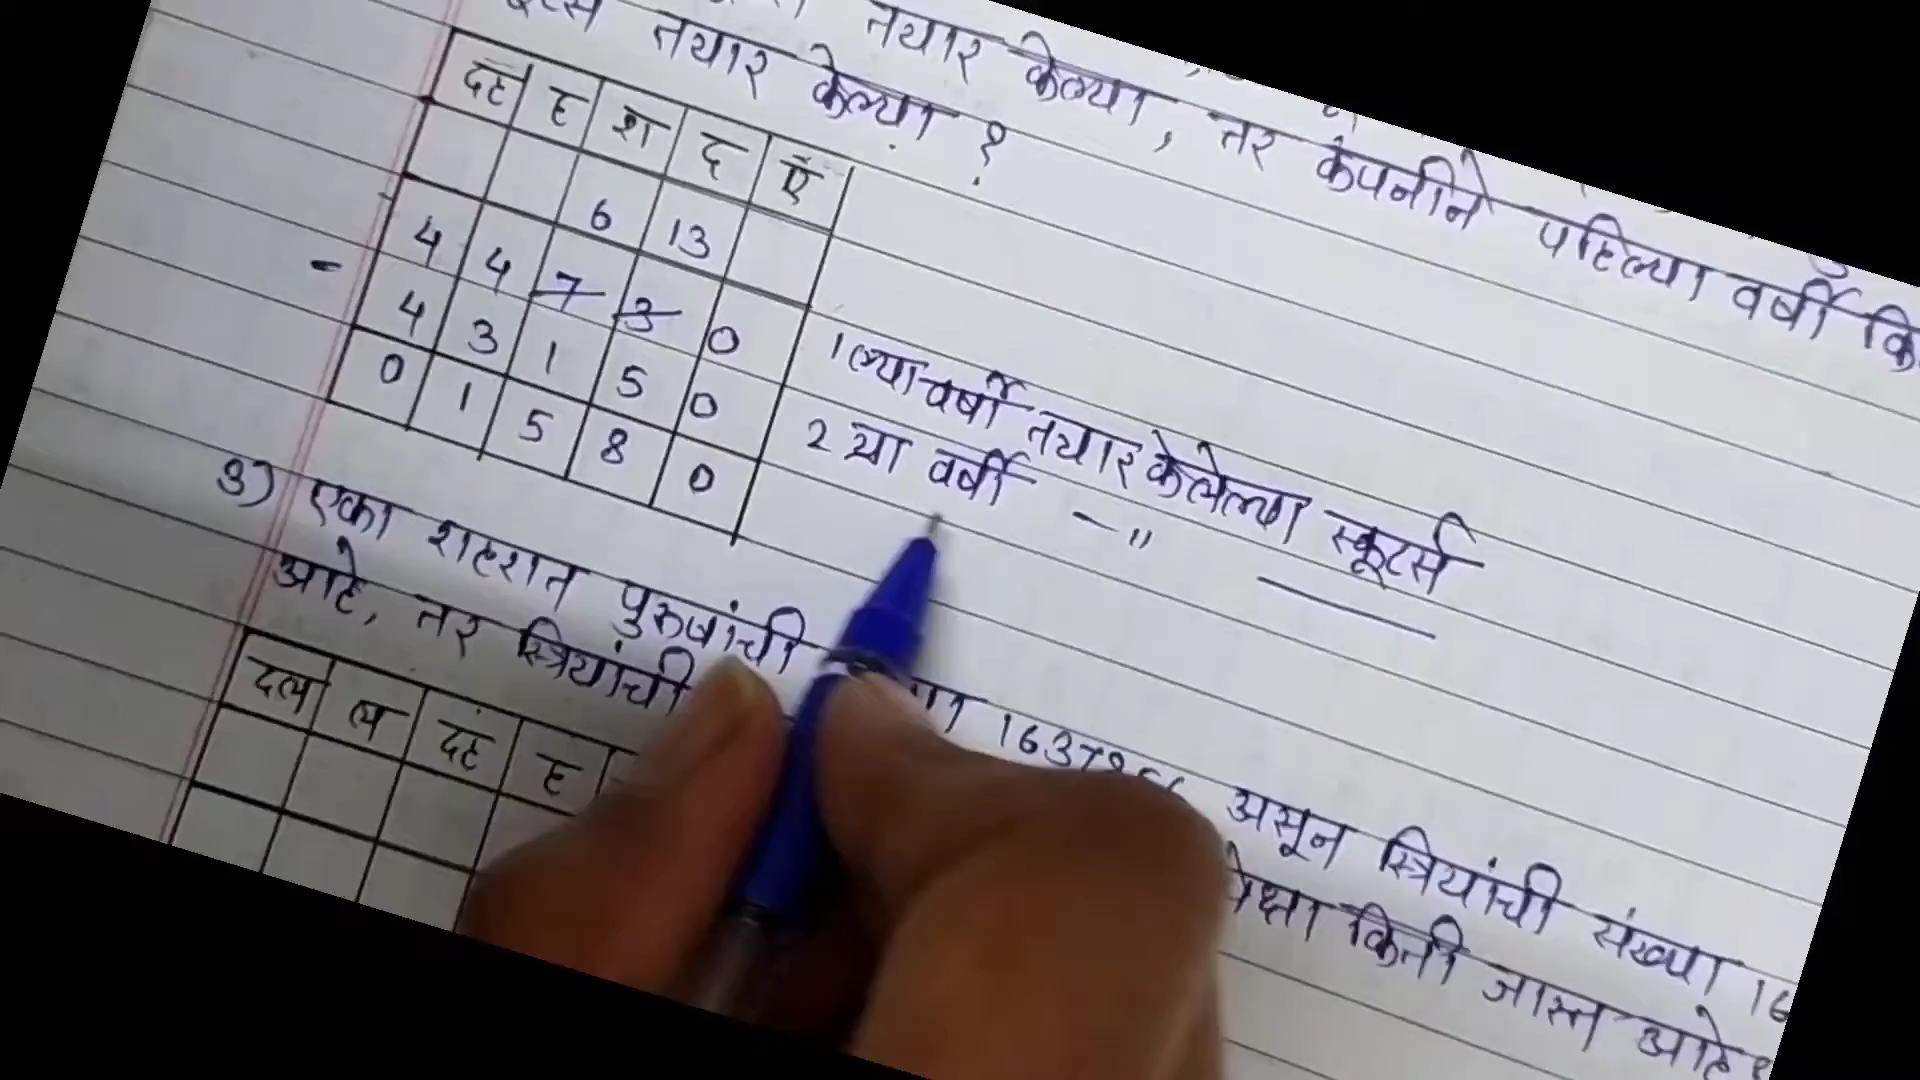 तयार केल्या, तर कंपनीने पहिल्या वर्षी
तयार केल्या ?
दह ह श द ए
6 13
4 4 7 3 0
- 4 3 1 5 0 1ल्या वर्षी तयार केलेल्या स्कूटर्स
0 1 5 8 0 2 ऱ्या वर्षी —"
3) एका शहरात पुरुषांची असून स्त्रियांची संख्या 16
आहे, तर स्त्रियांची किती जास्त आहे?
दल ल दह ह